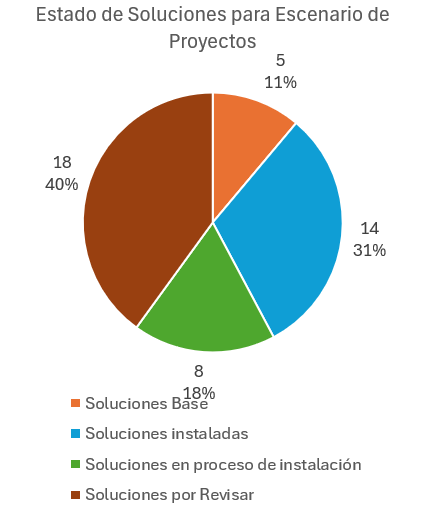 Estado de Soluciones para Escenario de
Proyectos
5
11%
18
40%
14
31%
8
18%
Soluciones Base
Soluciones instaladas
Soluciones en proceso de instalación
Soluciones por Revisar